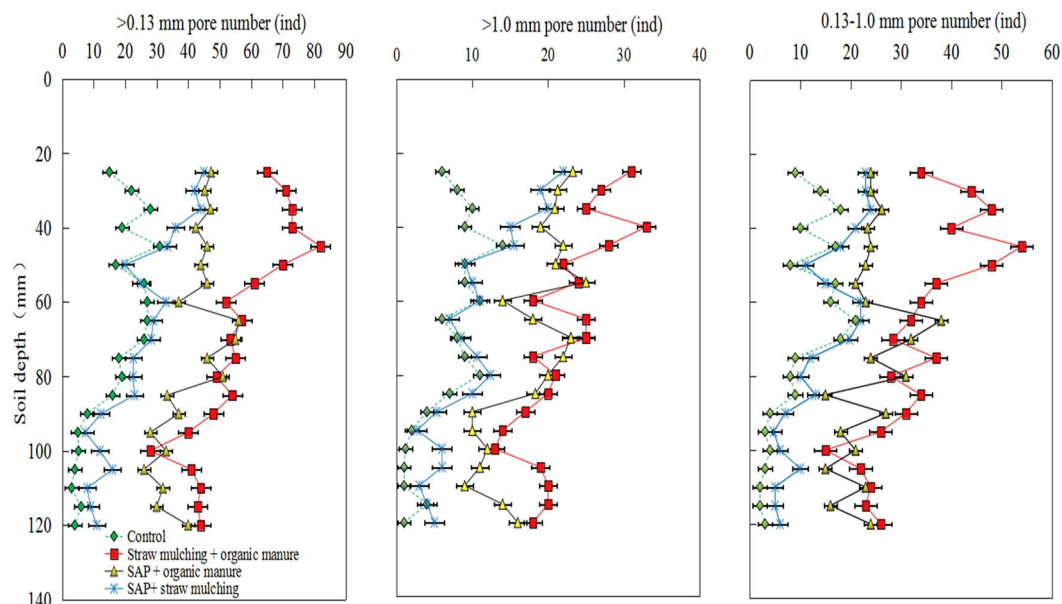 >0.13 mm pore number (ind)
>1.0 mm pore number (ind)
0.13-1.0 mm pore number (ind)
0 10 20 30 40 50 60 70 80 90
0 10 20 30 40
0 10 20 30 40 50 60
0
20
40
60
80
100
120
140
Soil depth (mm)
Control
Straw mulching + organic manure
SAP + organic manure
SAP+ straw mulching